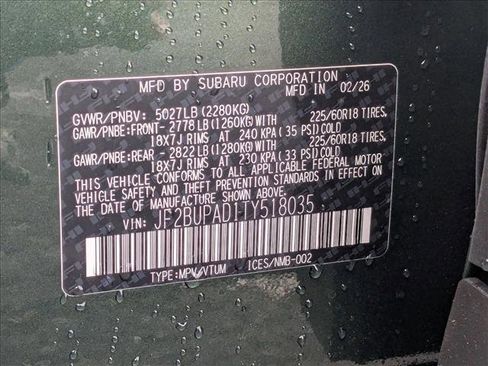 MFD BY SUBARU CORPORATION
MFD IN 02/26
GVWR/PNBV: 5027LB (2280KG)
GAWR/PNBE:FRONT- 2778LB(1260KG)WITH 225/60R18 TIRES,
18X7J RIMS AT 240 KPA(35 PSI)COLD
GAWR/PNBE:REAR - 2822LB(1280KG)WITH 225/60R18 TIRES,
18X7J RIMS AT 230 KPA(33 PSI)COLD
THIS VEHICLE CONFORMS TO ALL APPLICABLE FEDERAL MOTOR
VEHICLE SAFETY AND THEFT PREVENTION STANDARDS IN EFFECT
ON THE DATE OF MANUFACTURE SHOWN ABOVE.
VIN: JF2BUPAD1TY518035
TYPE:MPV/VTUM ICES/NMB-002